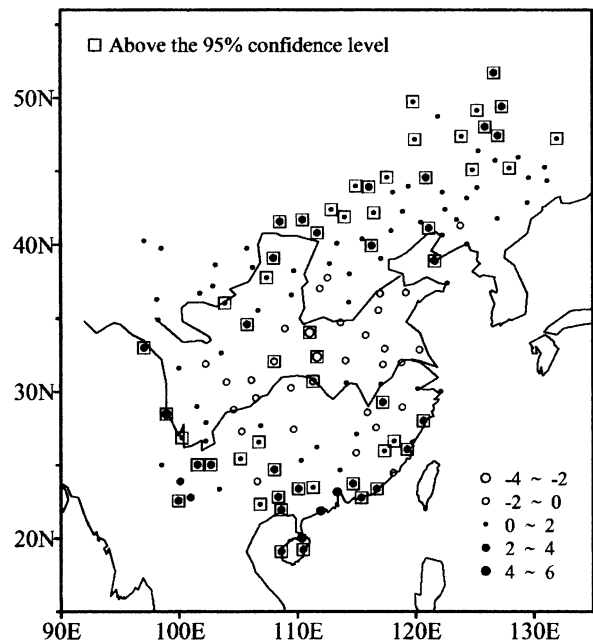 Above the 95% confidence level
50N
40N
30N
20N
-4 ~ -2
-2 ~ 0
0 ~ 2
2 ~ 4
4 ~ 6
90E 100E 110E 120E 130E